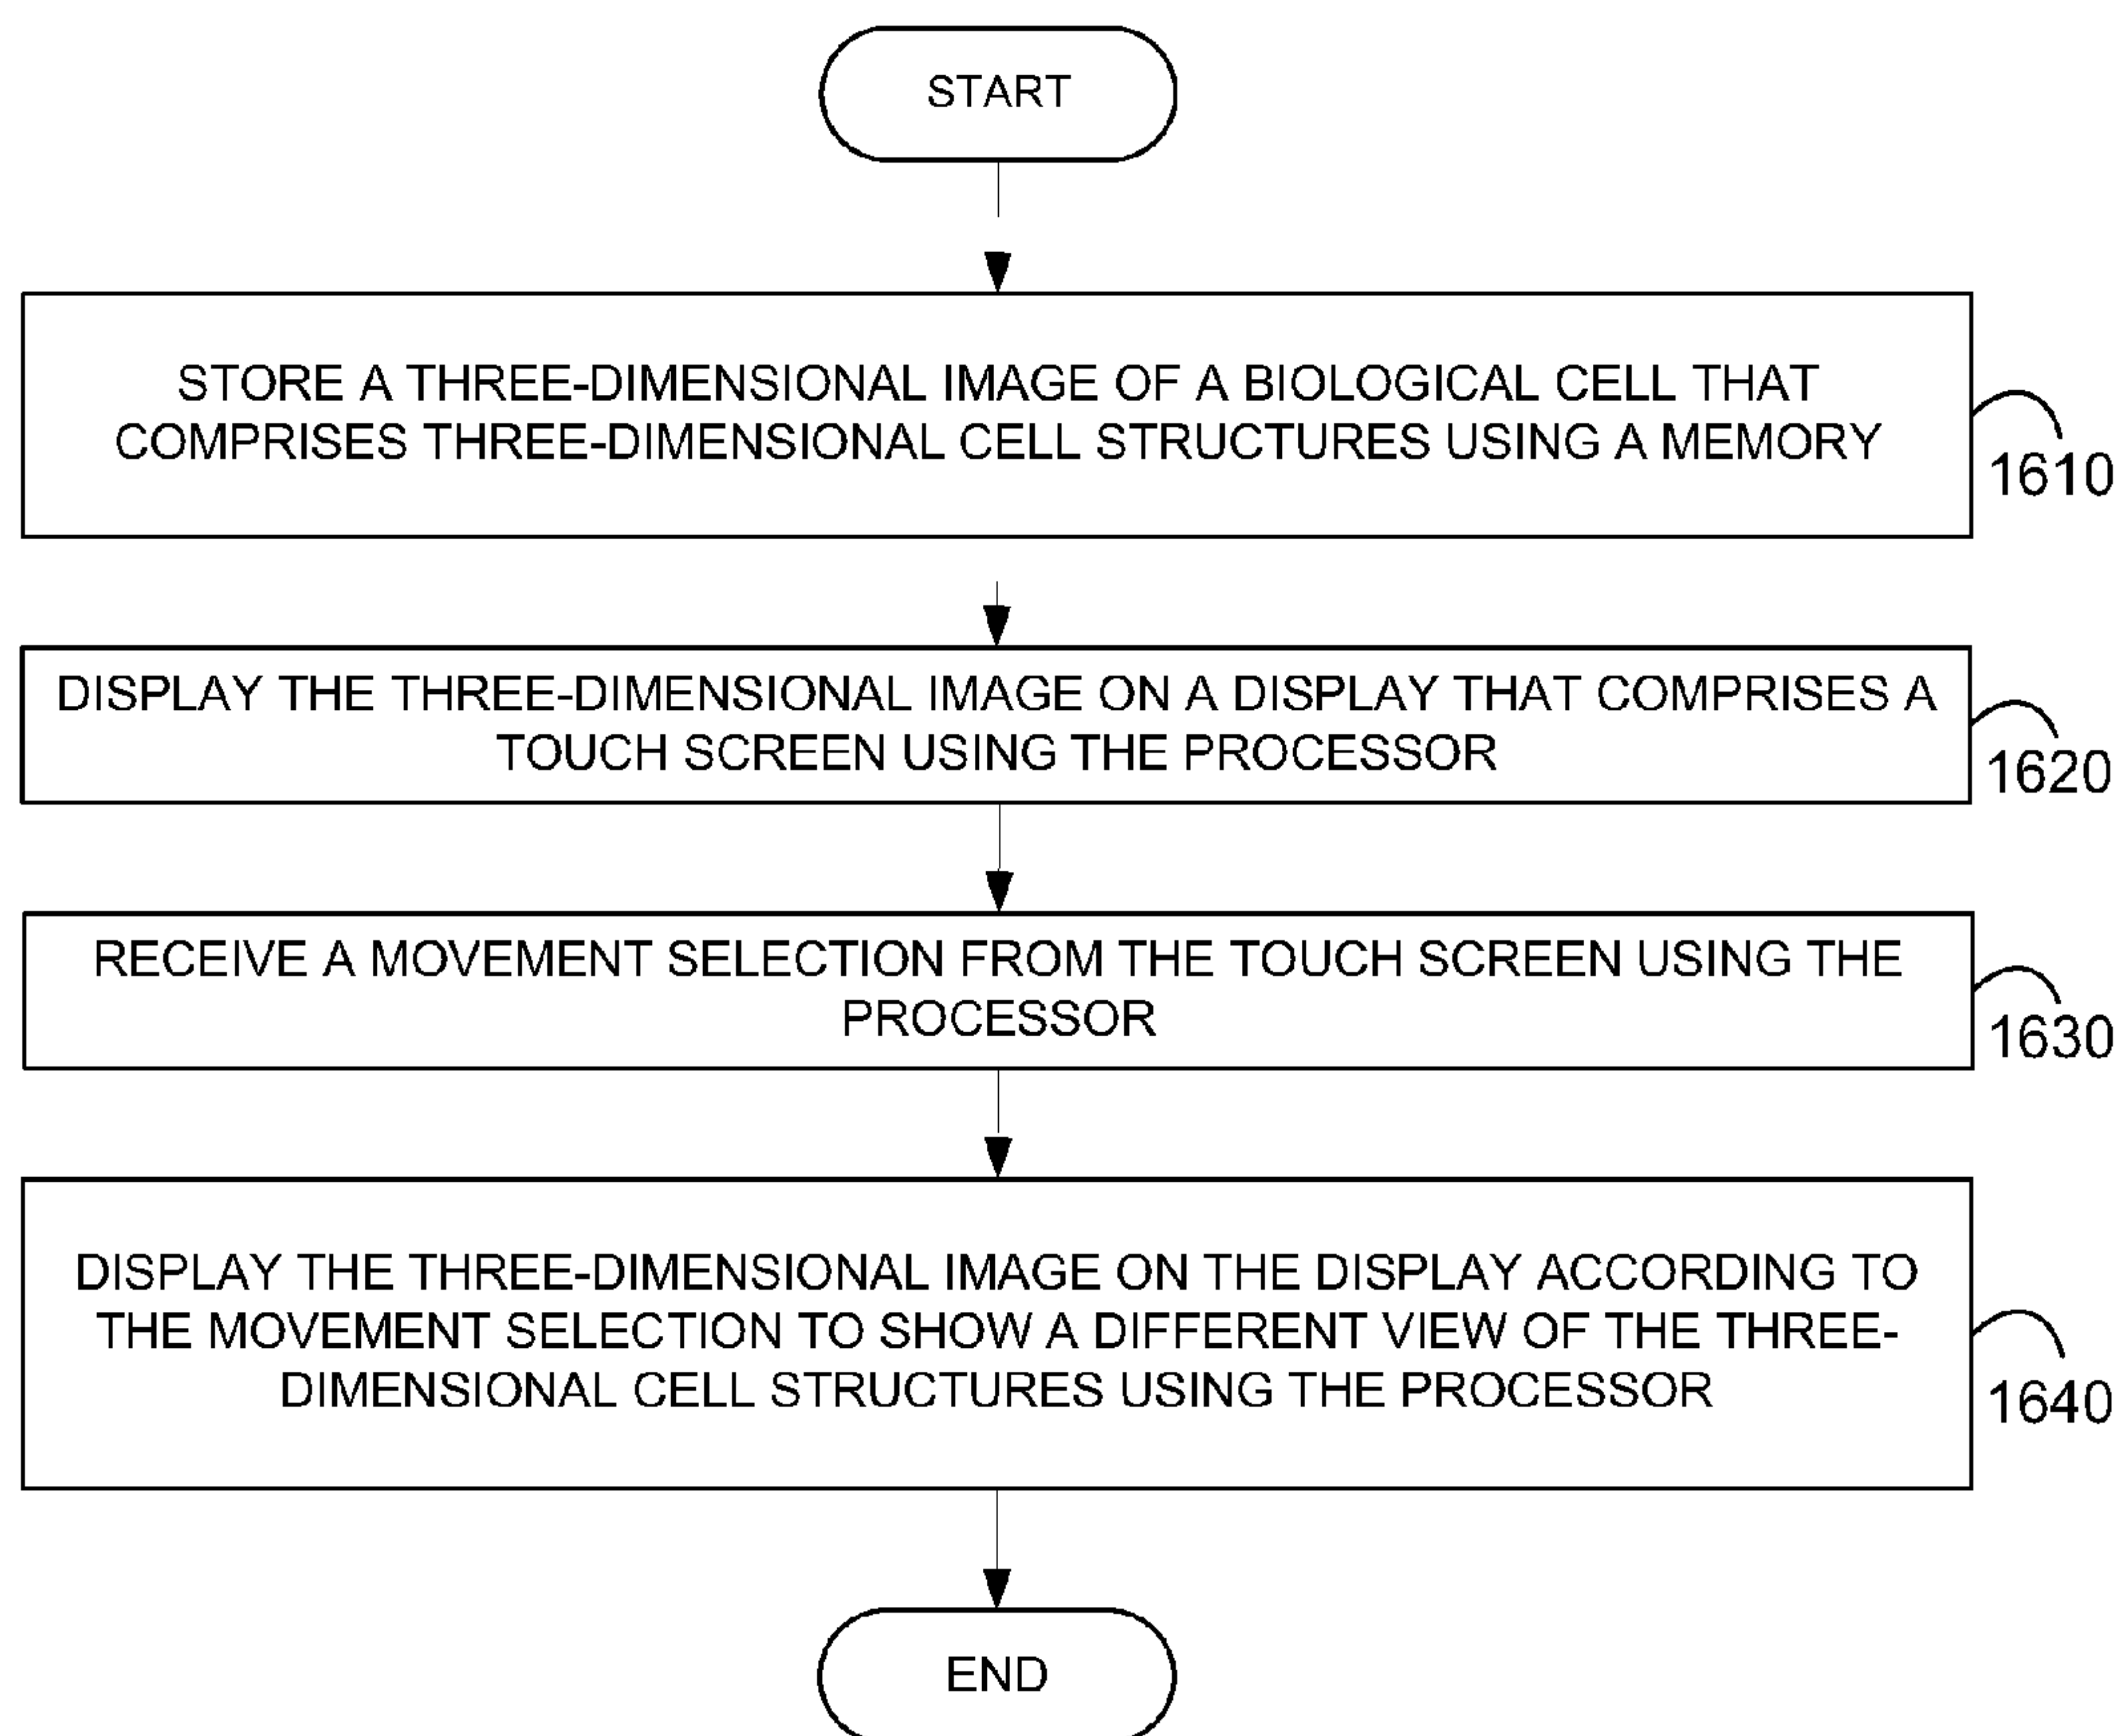 START
STORE A THREE-DIMENSIONAL IMAGE OF A BIOLOGICAL CELL THAT
COMPRISES THREE-DIMENSIONAL CELL STRUCTURES USING A MEMORY
1610
DISPLAY THE THREE-DIMENSIONAL IMAGE ON A DISPLAY THAT COMPRISES A
TOUCH SCREEN USING THE PROCESSOR
1620
RECEIVE A MOVEMENT SELECTION FROM THE TOUCH SCREEN USING THE
PROCESSOR
1630
DISPLAY THE THREE-DIMENSIONAL IMAGE ON THE DISPLAY ACCORDING TO
THE MOVEMENT SELECTION TO SHOW A DIFFERENT VIEW OF THE THREE-
DIMENSIONAL CELL STRUCTURES USING THE PROCESSOR
1640
END